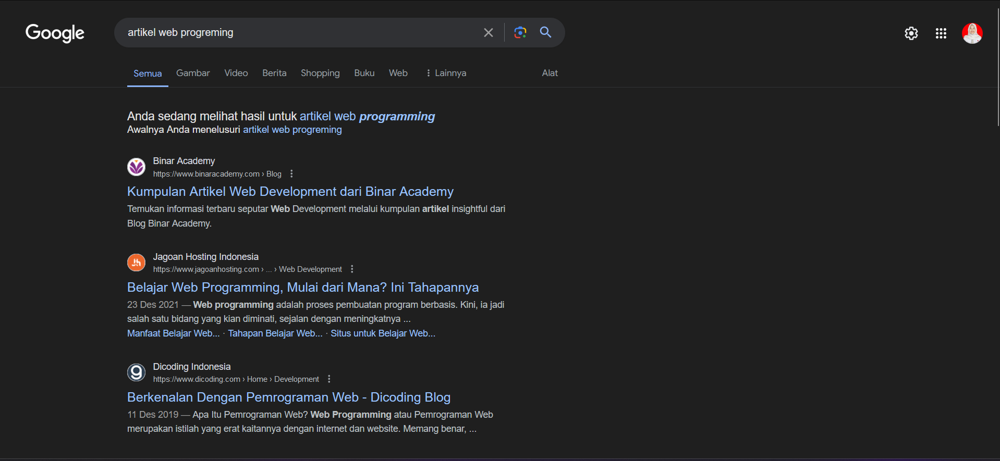 Google
artikel web progreming
Semua Gambar Video Berita Shopping Buku Web Lainnya Alat
Anda sedang melihat hasil untuk artikel web programming
Awalnya Anda menelusuri artikel web progreming
Binar Academy
https://www.binaracademy.com › Blog
Kumpulan Artikel Web Development dari Binar Academy
Temukan informasi terbaru seputar Web Development melalui kumpulan artikel insightful dari
Blog Binar Academy.
Jh
Jagoan Hosting Indonesia
https://www.jagoanhosting.com › ... › Web Development
Belajar Web Programming, Mulai dari Mana? Ini Tahapannya
23 Des 2021 — Web programming adalah proses pembuatan program berbasis. Kini, ia jadi
salah satu bidang yang kian diminati, sejalan dengan meningkatnya ...
Manfaat Belajar Web... · Tahapan Belajar Web... · Situs untuk Belajar Web...
Dicoding Indonesia
https://www.dicoding.com › Home › Development
Berkenalan Dengan Pemrograman Web - Dicoding Blog
11 Des 2019 — Apa Itu Pemrograman Web? Web Programming atau Pemrograman Web
merupakan istilah yang erat kaitannya dengan internet dan website. Memang benar, ...